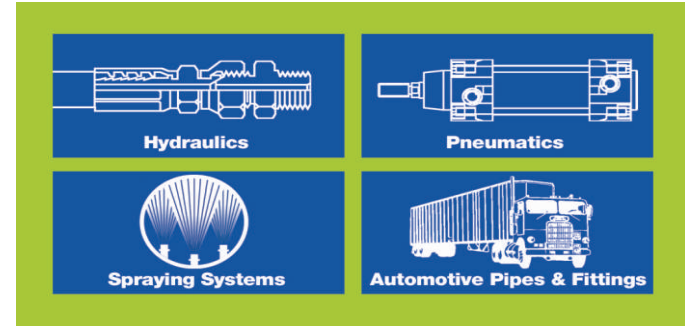 Hydraulics
Pneumatics
Spraying Systems
Automotive Pipes & Fittings